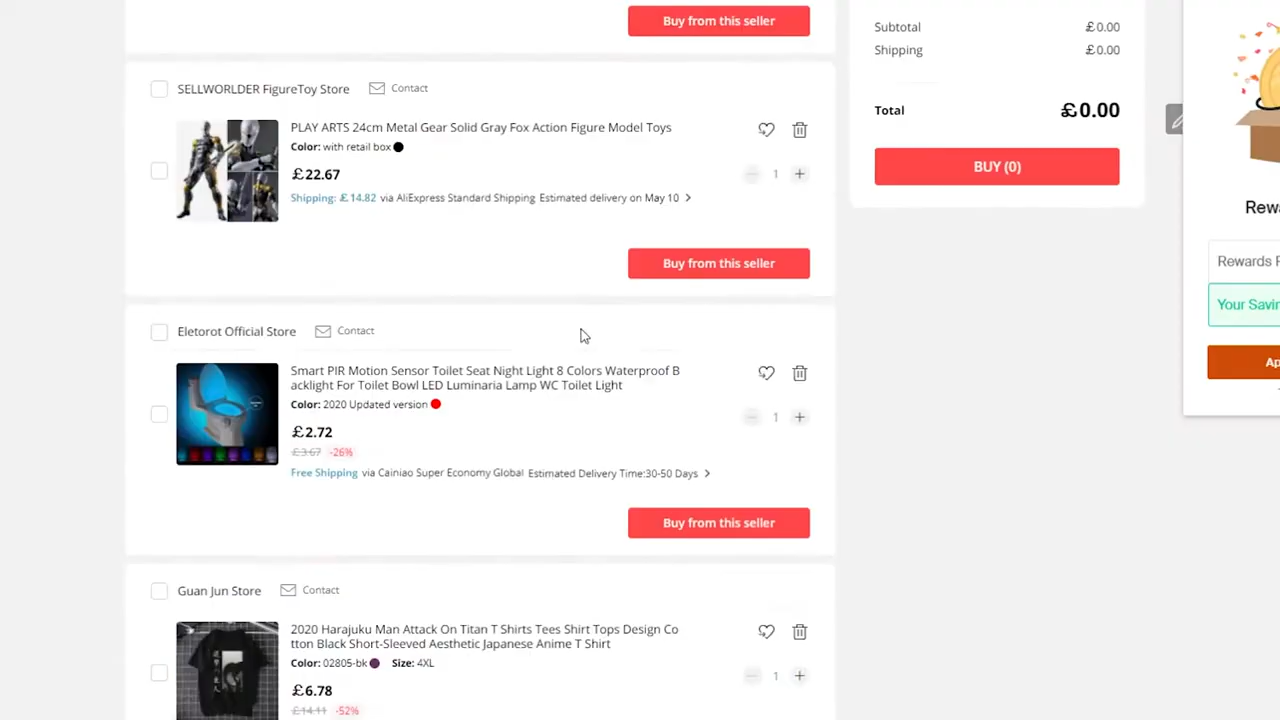 Buy from this seller
Subtotal £0.00
Shipping £0.00
Total £0.00
BUY (0)
SELLWORLDER FigureToy Store Contact
PLAY ARTS 24cm Metal Gear Solid Gray Fox Action Figure Model Toys
Color: with retail box
£22.67
1
Shipping: £ 14.82 via AliExpress Standard Shipping Estimated delivery on May 10
Buy from this seller
Eletorot Official Store Contact
Smart PIR Motion Sensor Toilet Seat Night Light 8 Colors Waterproof B
acklight For Toilet Bowl LED Luminaria Lamp WC Toilet Light
Color: 2020 Updated version
1
£2.72
£3.67 -26%
Free Shipping via Cainiao Super Economy Global Estimated Delivery Time:30-50 Days
Buy from this seller
Guan Jun Store Contact
2020 Harajuku Man Attack On Titan T Shirts Tees Shirt Tops Design Co
tton Black Short-Sleeved Aesthetic Japanese Anime T Shirt
Color: 02805-bk Size: 4XL
1
£6.78
£14.11 -52%
Rewa
Rewards P
Your Savin
Ap